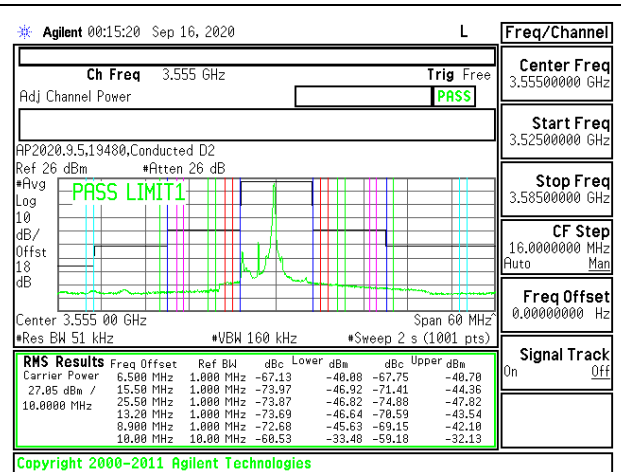 Agilent 00:15:20 Sep 16, 2020 L
Freq/Channel
Ch Freq 3.555 GHz Trig Free
Adj Channel Power PASS
Center Freq
3.55500000 GHz
Start Freq
3.52500000 GHz
Stop Freq
3.58500000 GHz
CF Step
16.0000000 MHz
Auto Man
Freq Offset
0.00000000 Hz
Signal Track
On Off
AP2020.9.5,19480,Conducted D2
Ref 26 dBm #Atten 26 dB
#Avg
Log
10
dB/
Offst
18
dB
PASS LIMIT1
Center 3.555 00 GHz Span 60 MHz^
#Res BW 51 kHz #VBW 160 kHz #Sweep 2 s (1001 pts)
RMS Results Freq Offset Ref BW dBc Lower dBm dBc Upper dBm
Carrier Power 6.500 MHz 1.000 MHz -67.13 -40.08 -67.75 -40.70
27.05 dBm / 15.50 MHz 1.000 MHz -73.97 -46.92 -71.41 -44.36
10.0000 MHz 25.50 MHz 1.000 MHz -73.87 -46.82 -74.88 -47.82
13.20 MHz 1.000 MHz -73.69 -46.64 -70.59 -43.54
8.900 MHz 1.000 MHz -72.68 -45.63 -69.15 -42.10
10.00 MHz 10.00 MHz -60.53 -33.48 -59.18 -32.13
Copyright 2000-2011 Agilent Technologies